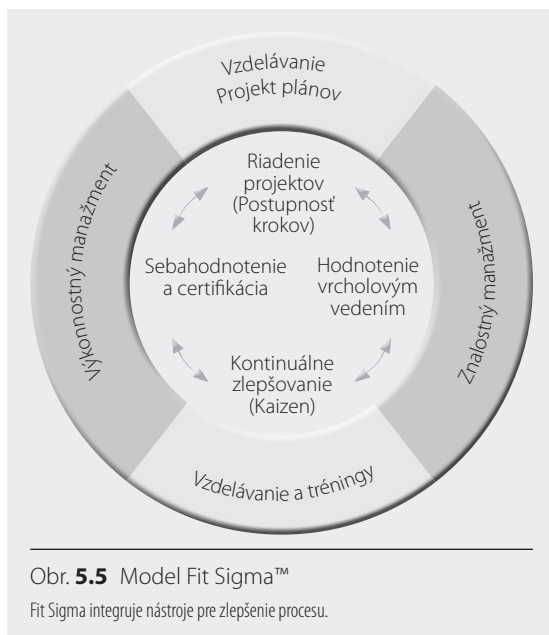 Vzdelávanie
Projekt plánov
Výkonnostný manažment
Znalostný manažment
Riadenie
projektov
(Postupnosť
krokov)
Sebahodnotenie
a certifikácia
Hodnotenie
vrcholovým
vedením
Kontinuálne
zlepšovanie
(Kaizen)
Vzdelávanie a tréningy
Obr. 5.5 Model Fit Sigma™
Fit Sigma integruje nástroje pre zlepšenie procesu.